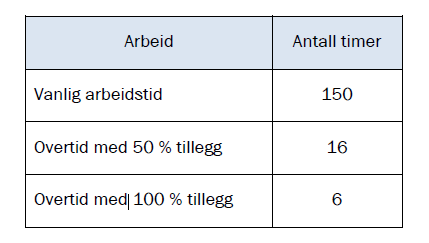 Arbeid Antall timer
Vanlig arbeidstid 150
Overtid med 50 % tillegg 16
Overtid med 100 % tillegg 6